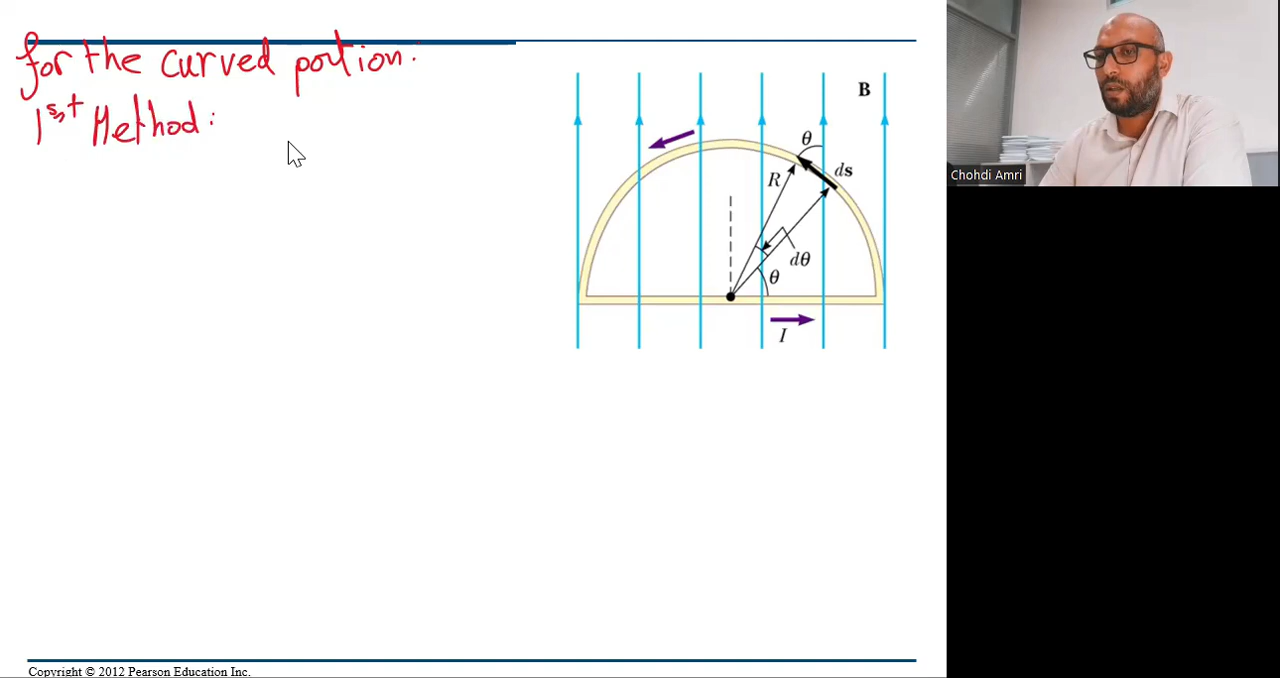 for the curved portion:
1st Method:
B
θ
ds
R
dθ
θ
I
Chohdi Amri
Copyright © 2012 Pearson Education Inc.